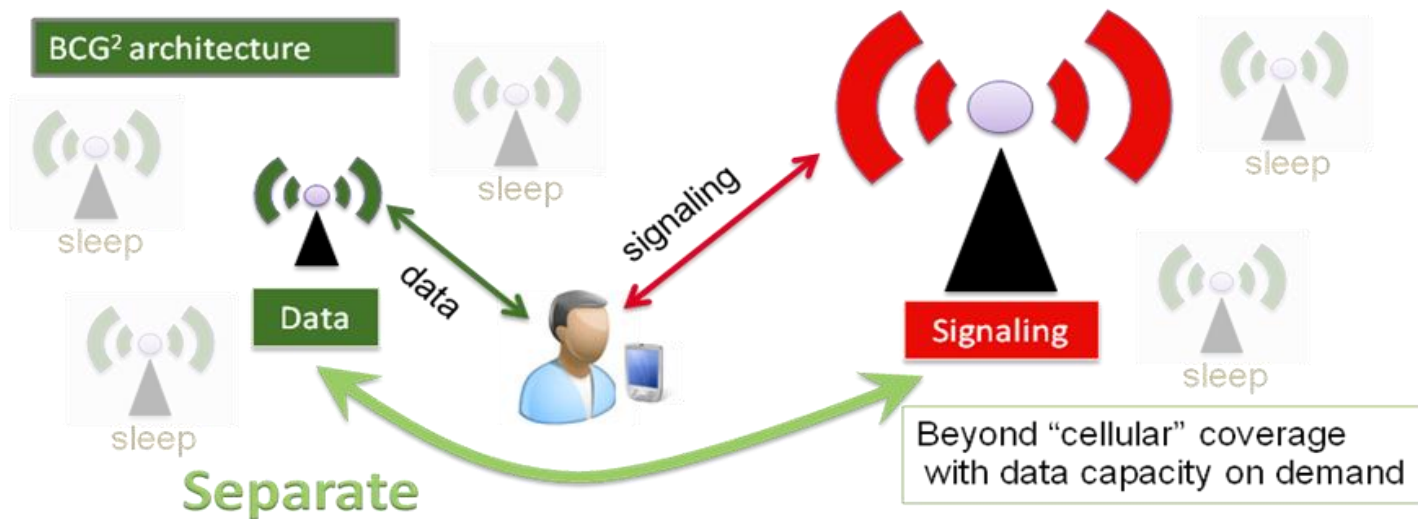 BCG² architecture
sleep
sleep
sleep
data
signaling
Data
Signaling
sleep
sleep
Separate
Beyond “cellular” coverage
with data capacity on demand